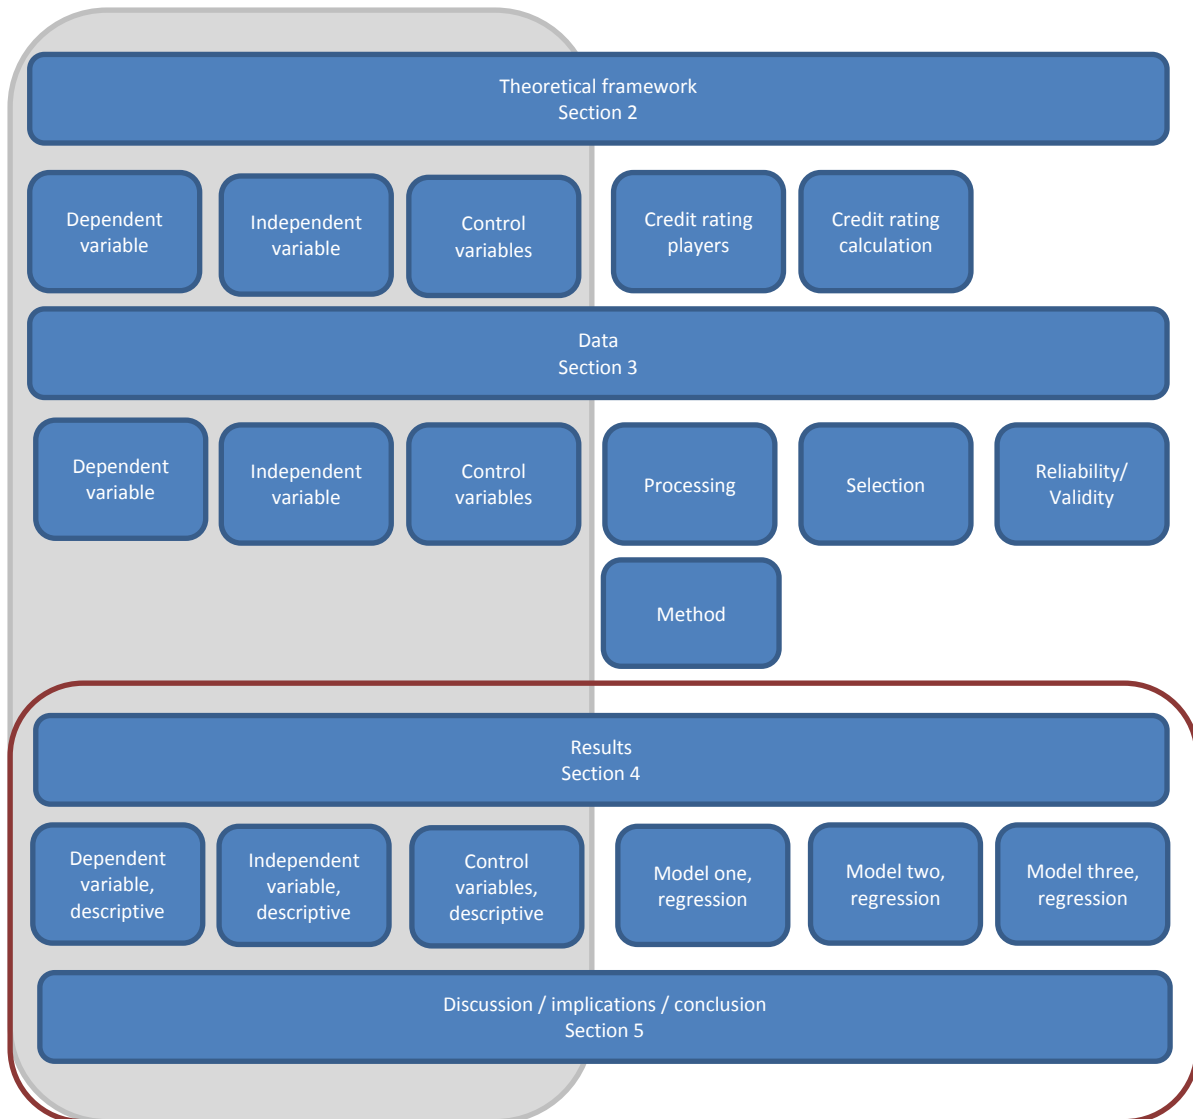 Theoretical framework
Section 2
Dependent
variable
Independent
variable
Control
variables
Credit rating
players
Credit rating
calculation
Data
Section 3
Dependent
variable
Independent
variable
Control
variables
Processing
Selection
Reliability/
Validity
Method
Results
Section 4
Dependent
variable,
descriptive
Independent
variable,
descriptive
Control
variables,
descriptive
Model one,
regression
Model two,
regression
Model three,
regression
Discussion / implications / conclusion
Section 5